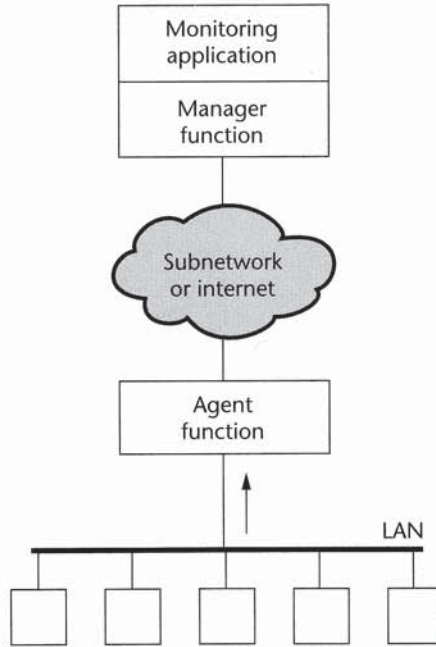 Monitoring
application
Manager
function
Subnetwork
or internet
Agent
function
LAN